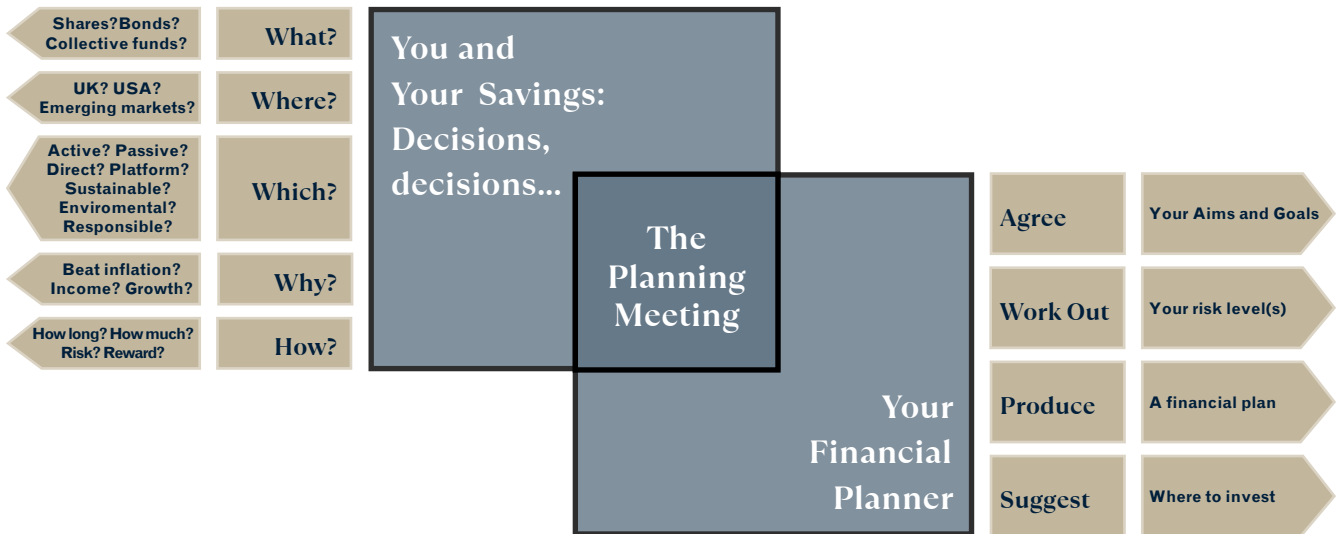 Shares?Bonds?
Collective funds?
What?
UK? USA?
Emerging markets?
Where?
Active? Passive?
Direct? Platform?
Sustainable?
Enviromental?
Responsible?
Which?
Beat inflation?
Income? Growth?
Why?
How long? How much?
Risk? Reward?
How?
You and
Your Savings:
Decisions,
decisions...
The
Planning
Meeting
Your
Financial
Planner
Agree
Your Aims and Goals
Work Out
Your risk level(s)
Produce
A financial plan
Suggest
Where to invest